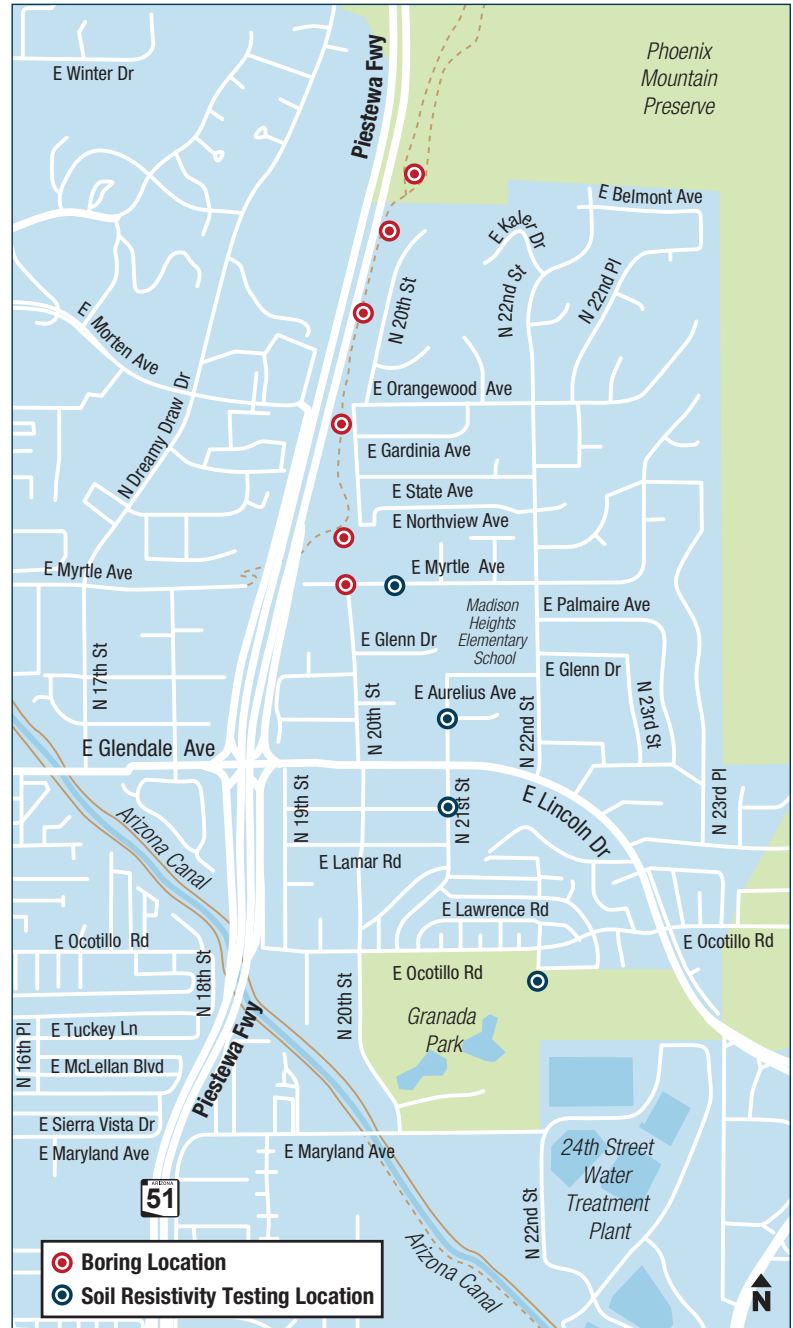 E Winter Dr
Piestewa Fwy
Phoenix
Mountain
Preserve
E Belmont Ave
E Kaler Dr
N 20th St
N 22nd St
N 22nd Pl
E Morten Ave
N Dreamy Draw Dr
E Orangewood Ave
E Gardinia Ave
E State Ave
E Northview Ave
E Myrtle Ave
E Myrtle Ave
Madison
Heights
Elementary
School
E Palmaire Ave
E Glenn Dr
E Glenn Dr
N 17th St
E Aurelius Ave
N 20th St
N 22nd St
N 23rd St
E Glendale Ave
N 23rd Pl
N 19th St
N 21st St
E Lincoln Dr
Arizona Canal
E Lamar Rd
E Lawrence Rd
E Ocotillo Rd
E Ocotillo Rd
E Ocotillo Rd
N 18th St
N 20th St
Granada
Park
N 16th Pl
E Tuckey Ln
E McLellan Blvd
Piestewa Fwy
E Sierra Vista Dr
E Maryland Ave
E Maryland Ave
24th Street
Water
Treatment
Plant
N 22nd St
ARIZONA
51
Arizona Canal
Boring Location
Soil Resistivity Testing Location
N